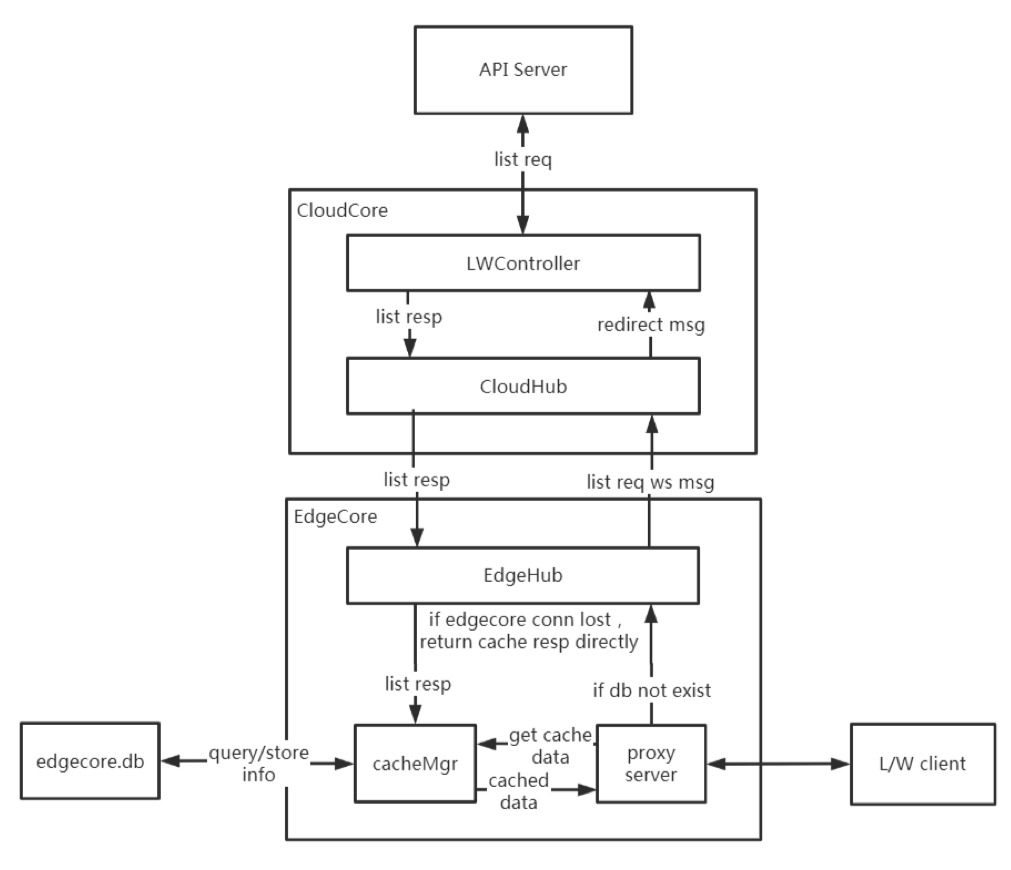 API Server
list req
CloudCore
LWController
list resp
redirect msg
CloudHub
list resp
list req ws msg
EdgeCore
EdgeHub
if edgecore conn lost ,
return cache resp directly
list resp
if db not exist
edgecore.db
query/store
info
cacheMgr
get cache
data
cached
data
proxy
server
L/W client